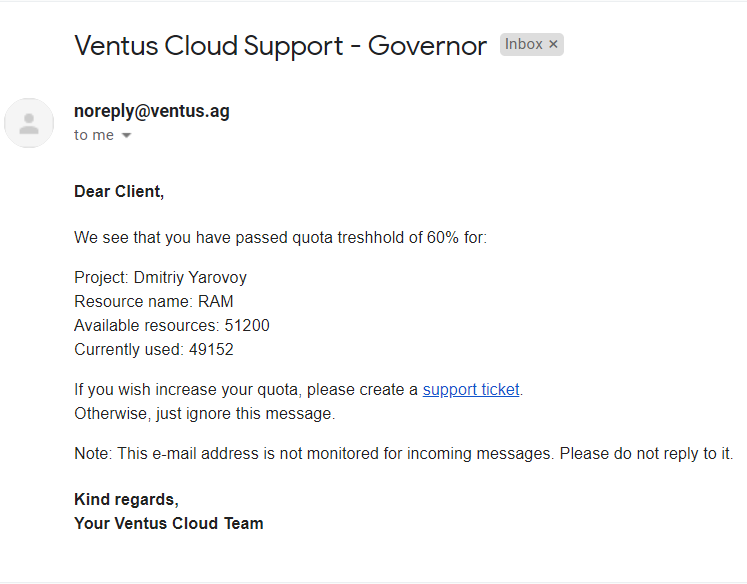 Ventus Cloud Support - Governor Inbox ×
noreply@ventus.ag
to me
Dear Client,
We see that you have passed quota treshhold of 60% for:
Project: Dmitriy Yarovoy
Resource name: RAM
Available resources: 51200
Currently used: 49152
If you wish increase your quota, please create a support ticket.
Otherwise, just ignore this message.
Note: This e-mail address is not monitored for incoming messages. Please do not reply to it.
Kind regards,
Your Ventus Cloud Team